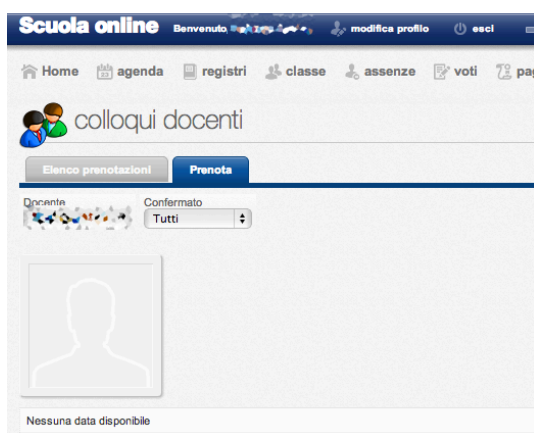 Scuola online Benvenuto, modifica profilo esci
Home agenda registri classe assenze voti
colloqui docenti
Elenco prenotazioni Prenota
Docente Confermato
Tutti
Nessuna data disponibile